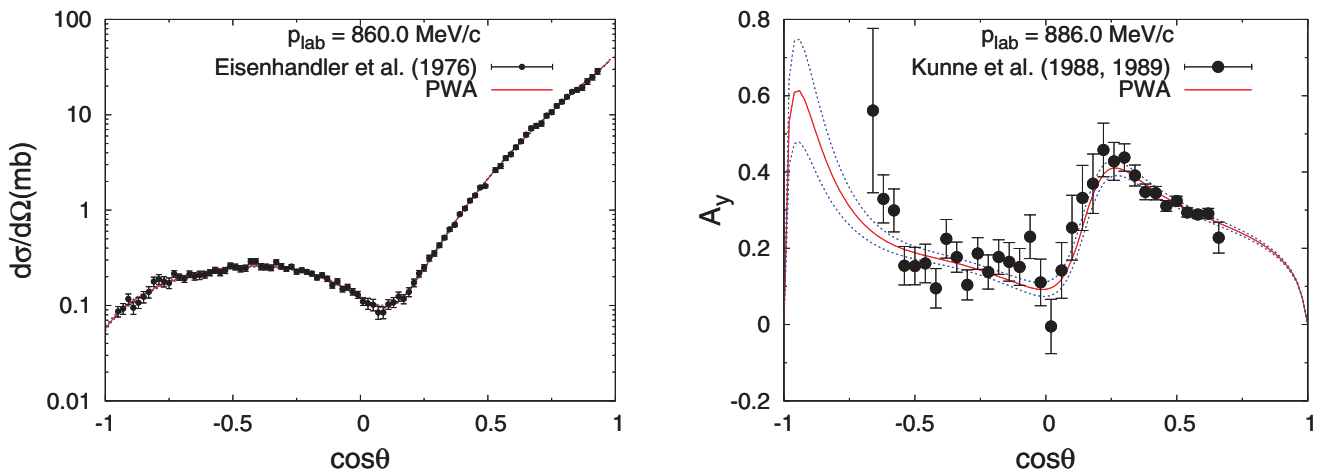 p_lab = 860.0 MeV/c
Eisenhandler et al. (1976)
PWA
100
10
1
0.1
0.01
dσ/dΩ(mb)
-1
-0.5
0
0.5
1
cosθ
p_lab = 886.0 MeV/c
Kunne et al. (1988, 1989)
PWA
0.8
0.6
0.4
0.2
0
-0.2
A_y
-1
-0.5
0
0.5
1
cosθ